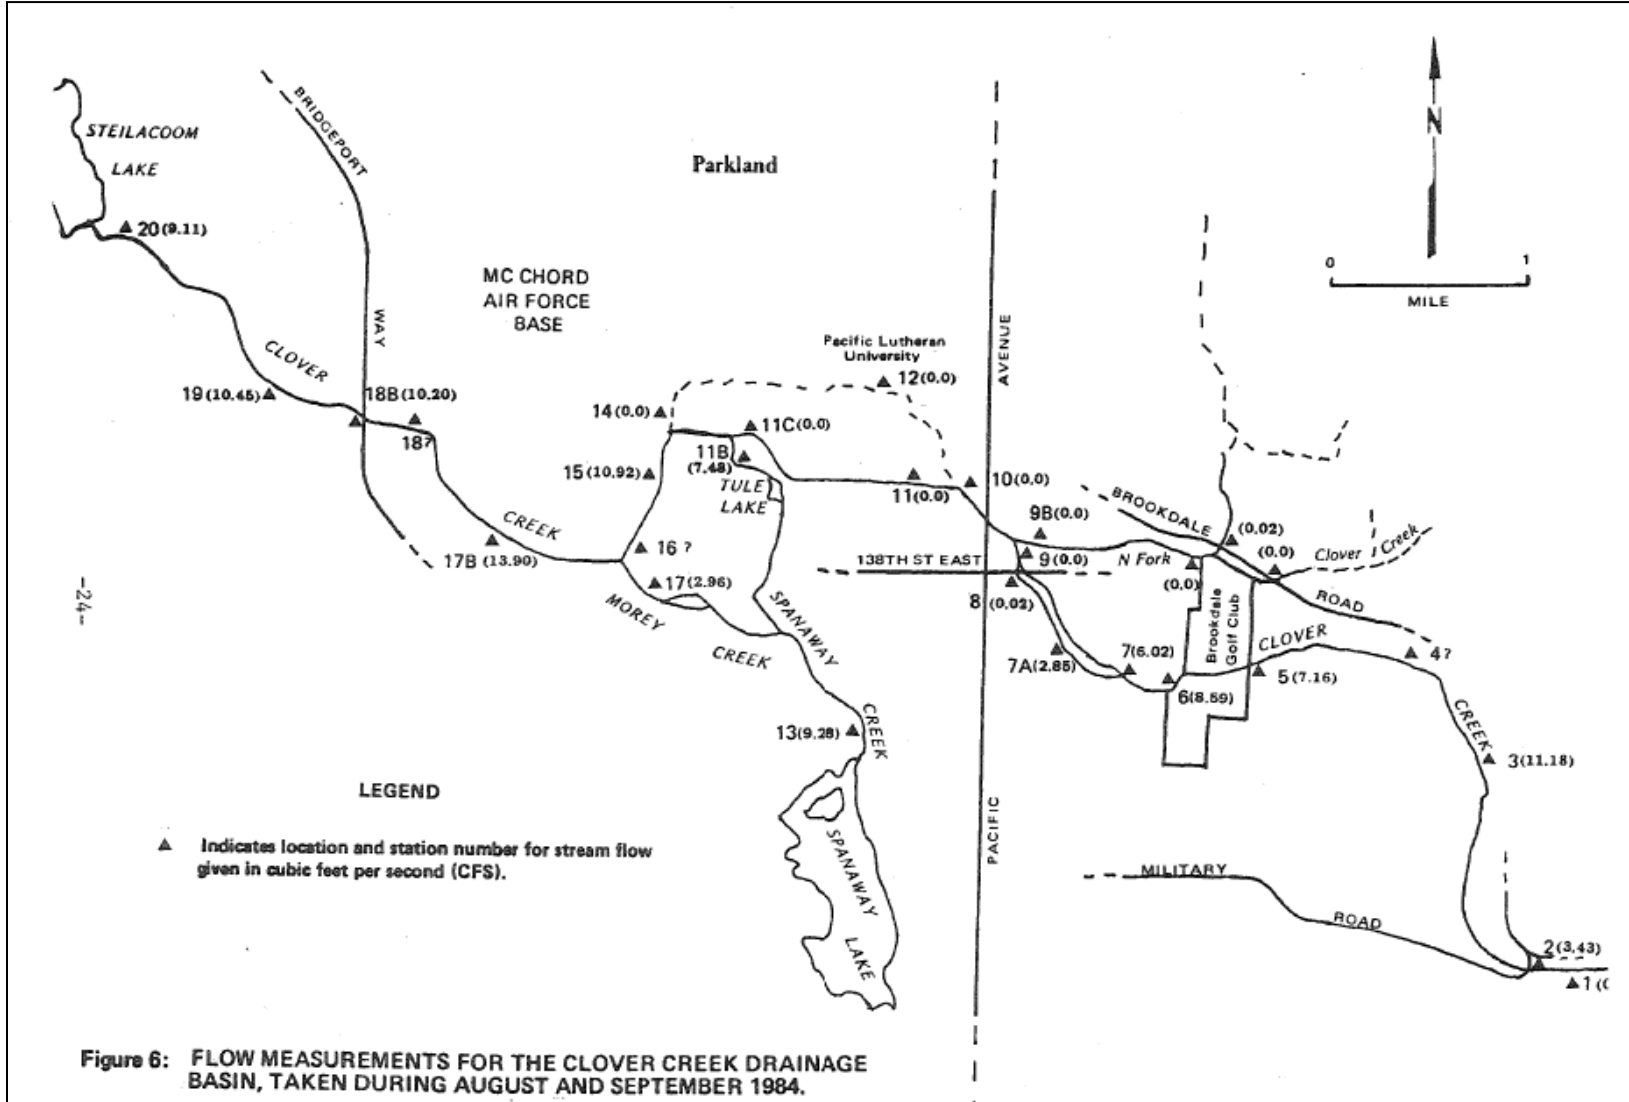 STEILACOOM
LAKE
20(9.11)
BRIDGEPORT
WAY
Parkland
MC CHORD
AIR FORCE
BASE
N
0 1
MILE
AVENUE
Pacific Lutheran
University
12(0.0)
CLOVER
19(10.45)
18B(10.20)
18?
14(0.0)
11C(0.0)
11B
(7.48)
15(10.92)
TULE
LAKE
11(0.0)
10(0.0)
BROOKDALE
9B(0.0)
(0.02)
(0.0)
Clover Creek
CREEK
16 ?
17B(13.90)
138TH ST EAST
9(0.0)
N Fork
(0.0)
17(2.96)
8(0.02)
ROAD
MOREY
CREEK
SPANAWAY
CREEK
Brookdale
Golf Club
CLOVER
4?
7(6.02)
7A(2.85)
5(7.16)
6(8.59)
CREEK
13(9.28)
3(11.18)
-24-
LEGEND
Indicates location and station number for stream flow
given in cubic feet per second (CFS).
SPANAWAY
LAKE
PACIFIC
MILITARY
ROAD
2(3.43)
1(
Figure 6: FLOW MEASUREMENTS FOR THE CLOVER CREEK DRAINAGE
BASIN, TAKEN DURING AUGUST AND SEPTEMBER 1984.